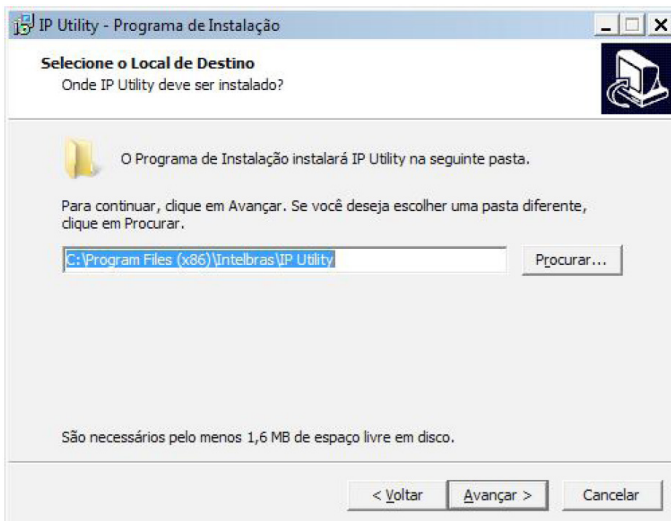 IP Utility - Programa de Instalação
Selecione o Local de Destino
Onde IP Utility deve ser instalado?
O Programa de Instalação instalará IP Utility na seguinte pasta.
Para continuar, clique em Avançar. Se você deseja escolher uma pasta diferente,
clique em Procurar.
C:\Program Files (x86)\Intelbras\IP Utility
Procurar...
São necessários pelo menos 1,6 MB de espaço livre em disco.
< Voltar
Avançar >
Cancelar